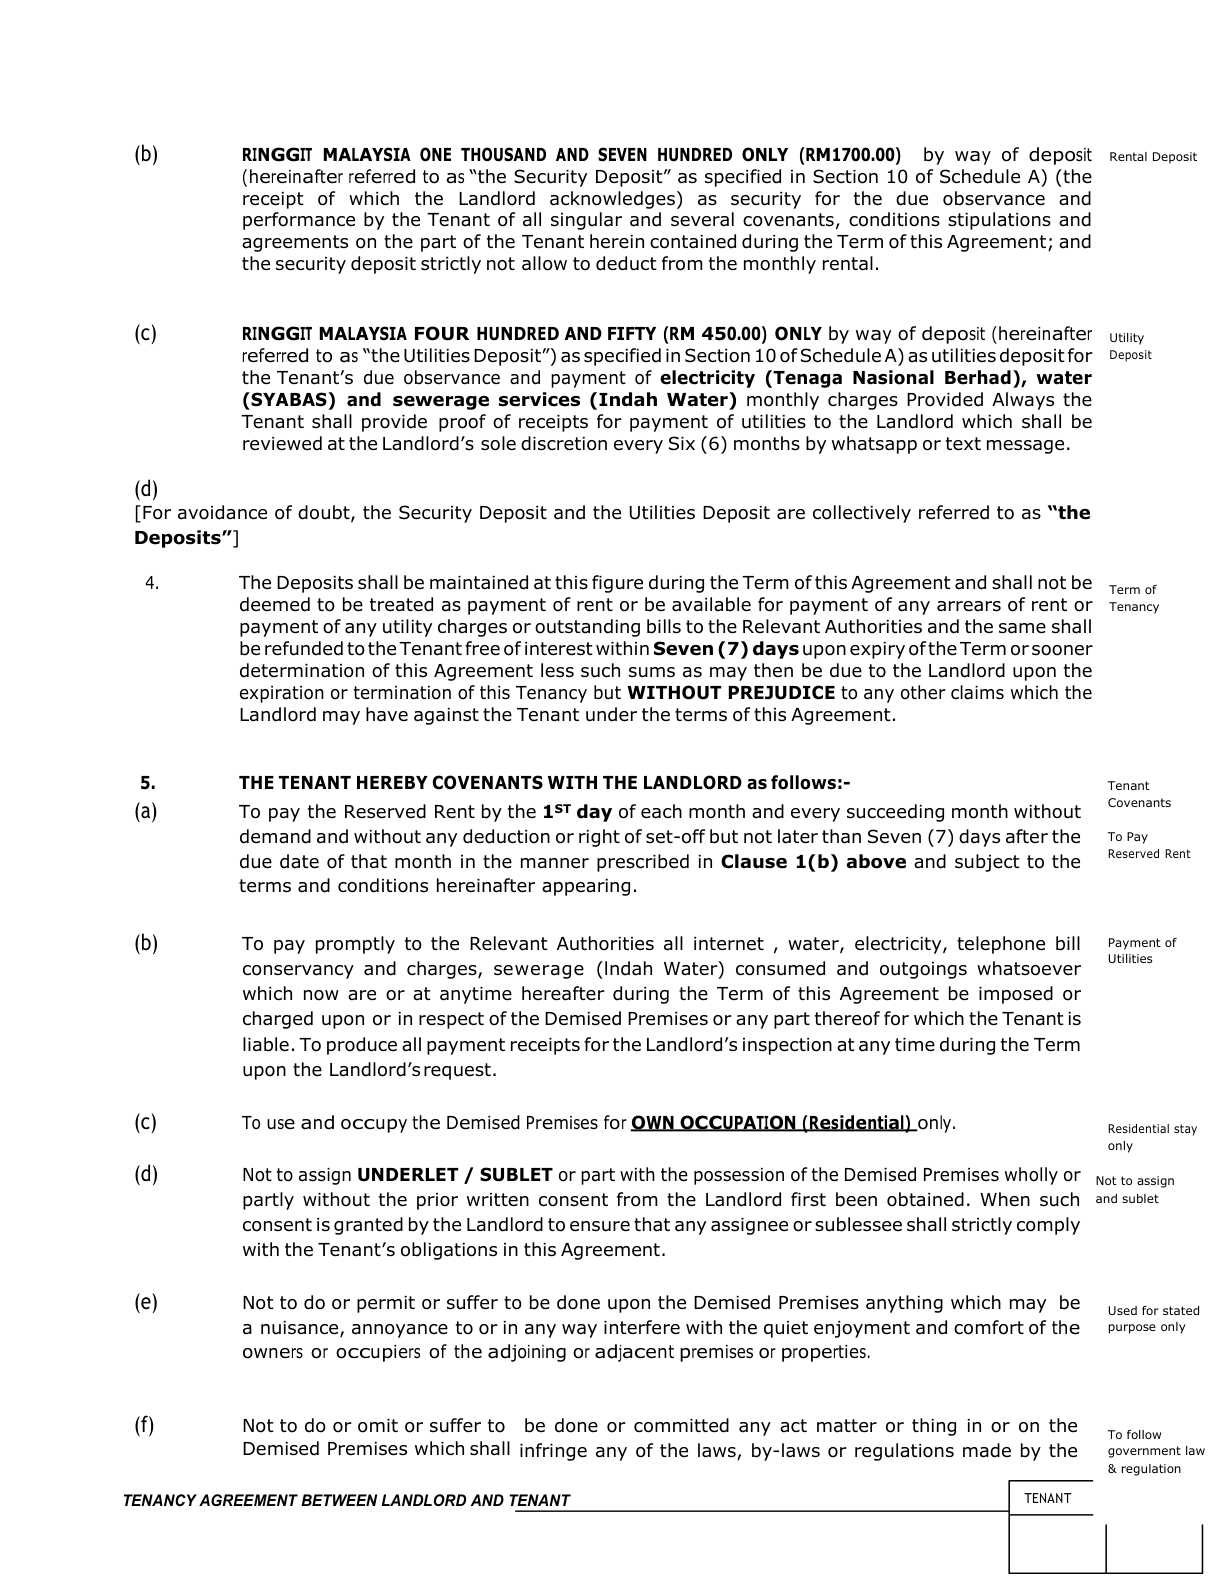 (b) RINGGIT MALAYSIA ONE THOUSAND AND SEVEN HUNDRED ONLY (RM1700.00) by way of deposit
(hereinafter referred to as “the Security Deposit” as specified in Section 10 of Schedule A) (the
receipt of which the Landlord acknowledges) as security for the due observance and
performance by the Tenant of all singular and several covenants, conditions stipulations and
agreements on the part of the Tenant herein contained during the Term of this Agreement; and
the security deposit strictly not allow to deduct from the monthly rental.
Rental Deposit
(c) RINGGIT MALAYSIA FOUR HUNDRED AND FIFTY (RM 450.00) ONLY by way of deposit (hereinafter
referred to as “the Utilities Deposit”) as specified in Section 10 of Schedule A) as utilities deposit for
the Tenant’s due observance and payment of electricity (Tenaga Nasional Berhad), water
(SYABAS) and sewerage services (Indah Water) monthly charges Provided Always the
Tenant shall provide proof of receipts for payment of utilities to the Landlord which shall be
reviewed at the Landlord’s sole discretion every Six (6) months by whatsapp or text message.
Utility
Deposit
(d)
[For avoidance of doubt, the Security Deposit and the Utilities Deposit are collectively referred to as “the
Deposits”]
4. The Deposits shall be maintained at this figure during the Term of this Agreement and shall not be
deemed to be treated as payment of rent or be available for payment of any arrears of rent or
payment of any utility charges or outstanding bills to the Relevant Authorities and the same shall
be refunded to the Tenant free of interest within Seven (7) days upon expiry of the Term or sooner
determination of this Agreement less such sums as may then be due to the Landlord upon the
expiration or termination of this Tenancy but WITHOUT PREJUDICE to any other claims which the
Landlord may have against the Tenant under the terms of this Agreement.
Term of
Tenancy
5. THE TENANT HEREBY COVENANTS WITH THE LANDLORD as follows:-
Tenant
Covenants
(a) To pay the Reserved Rent by the 1ST day of each month and every succeeding month without
demand and without any deduction or right of set-off but not later than Seven (7) days after the
due date of that month in the manner prescribed in Clause 1(b) above and subject to the
terms and conditions hereinafter appearing.
To Pay
Reserved Rent
(b) To pay promptly to the Relevant Authorities all internet , water, electricity, telephone bill
conservancy and charges, sewerage (lndah Water) consumed and outgoings whatsoever
which now are or at anytime hereafter during the Term of this Agreement be imposed or
charged upon or in respect of the Demised Premises or any part thereof for which the Tenant is
liable. To produce all payment receipts for the Landlord’s inspection at any time during the Term
upon the Landlord’s request.
Payment of
Utilities
(c) To use and occupy the Demised Premises for OWN OCCUPATION (Residential) only.
Residential stay
only
(d) Not to assign UNDERLET / SUBLET or part with the possession of the Demised Premises wholly or
partly without the prior written consent from the Landlord first been obtained. When such
consent is granted by the Landlord to ensure that any assignee or sublessee shall strictly comply
with the Tenant’s obligations in this Agreement.
Not to assign
and sublet
(e) Not to do or permit or suffer to be done upon the Demised Premises anything which may be
a nuisance, annoyance to or in any way interfere with the quiet enjoyment and comfort of the
owners or occupiers of the adjoining or adjacent premises or properties.
Used for stated
purpose only
(f) Not to do or omit or suffer to be done or committed any act matter or thing in or on the
Demised Premises which shall infringe any of the laws, by-laws or regulations made by the
To follow
government law
& regulation
TENANCY AGREEMENT BETWEEN LANDLORD AND TENANT
TENANT